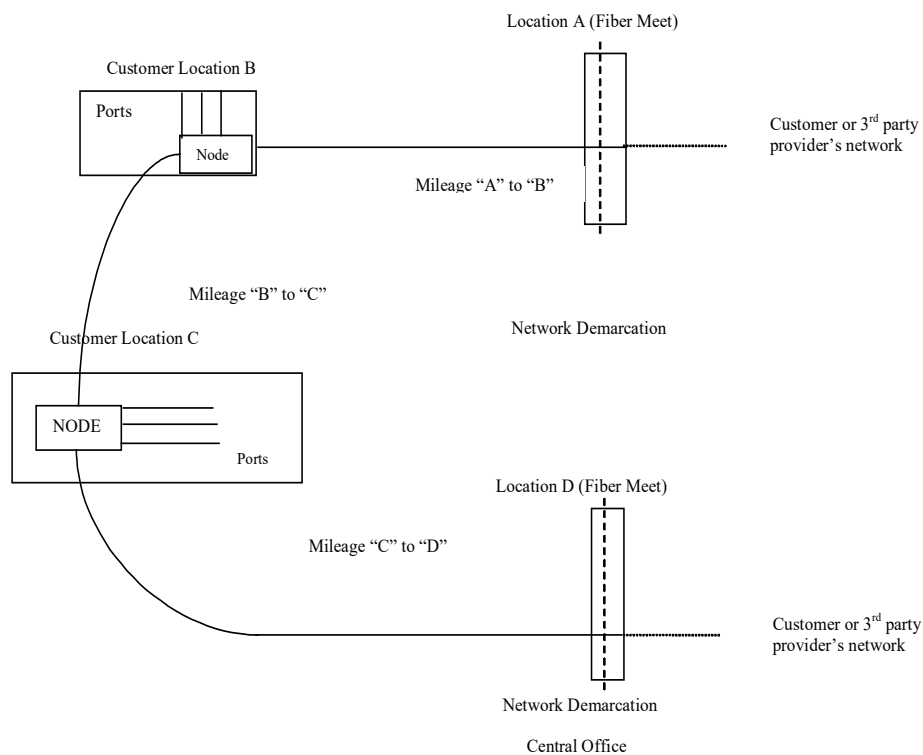 Location A (Fiber Meet)
Customer Location B
Ports
Node
Customer or 3rd party
provider’s network
Mileage “A” to “B”
Mileage “B” to “C”
Network Demarcation
Customer Location C
NODE
Ports
Location D (Fiber Meet)
Mileage “C” to “D”
Customer or 3rd party
provider’s network
Network Demarcation
Central Office